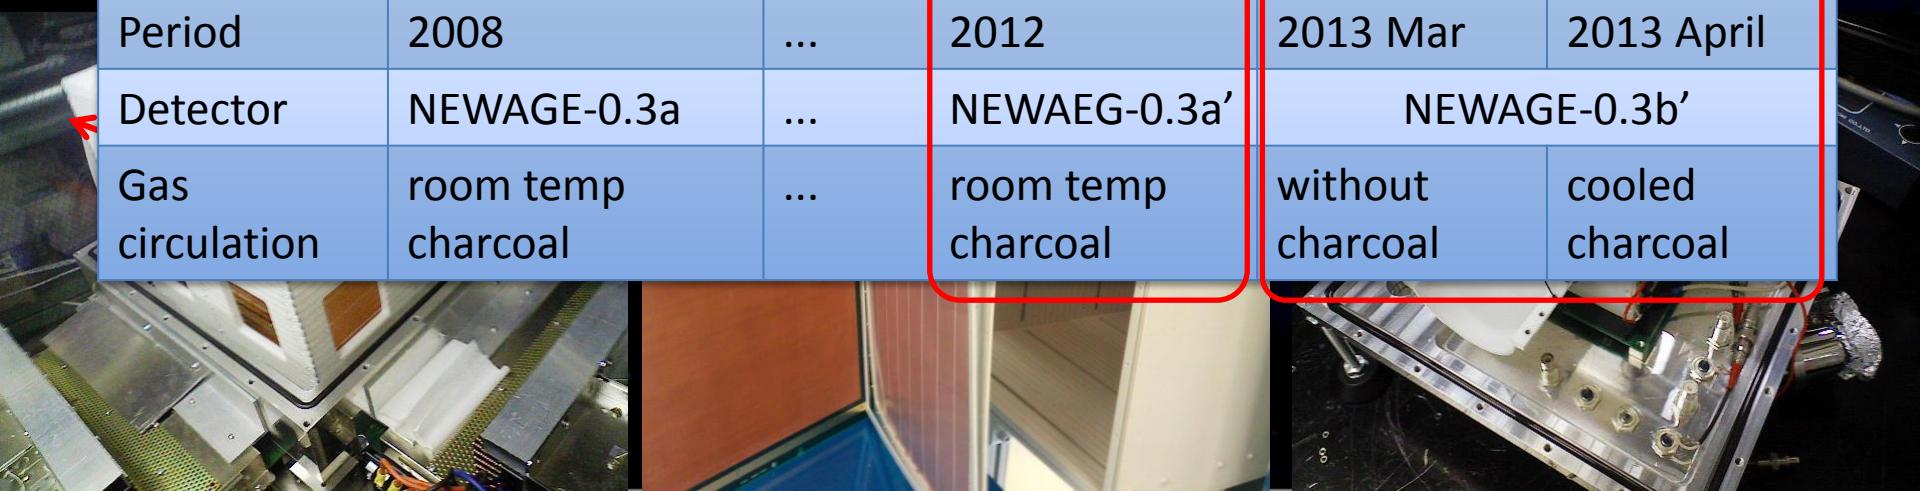 Period 2008 ... 2012 2013 Mar 2013 April
Detector NEWAGE-0.3a ... NEWAEG-0.3a’ NEWAGE-0.3b’
Gas room temp ... room temp without cooled
circulation charcoal charcoal charcoal charcoal